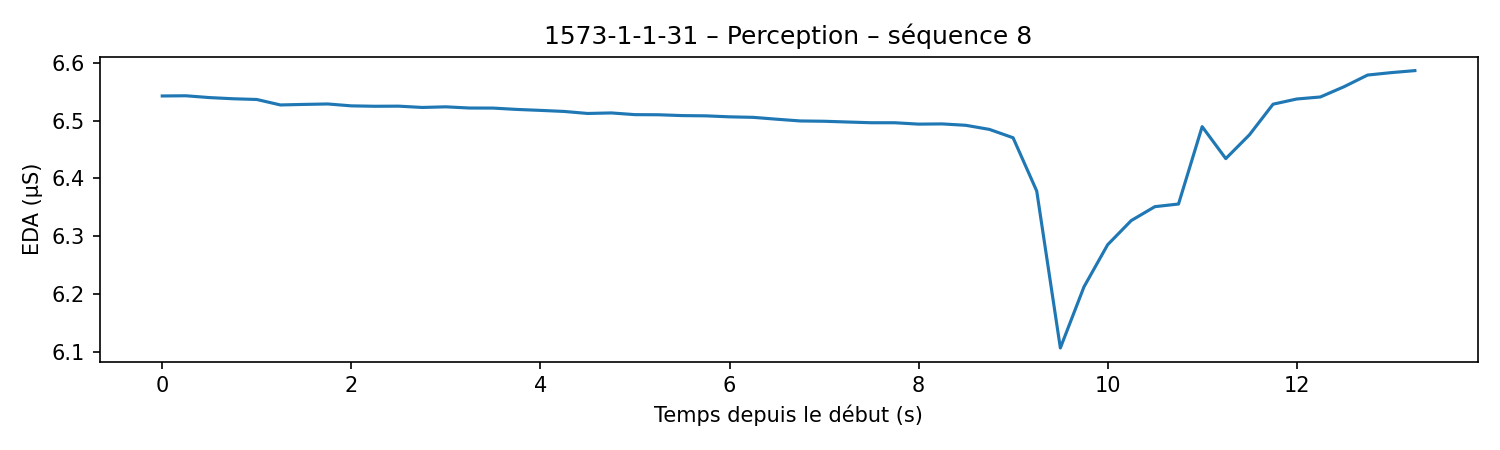 1573-1-1-31 – Perception – séquence 8
EDA (µS)
6.6
6.5
6.4
6.3
6.2
6.1
0 2 4 6 8 10 12
Temps depuis le début (s)